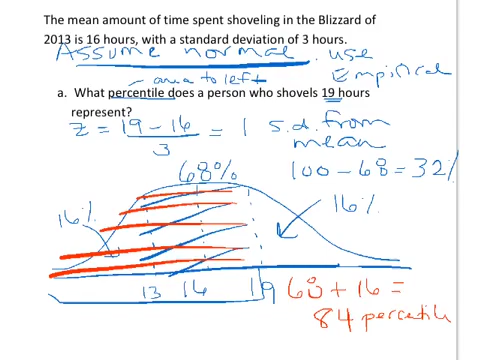 The mean amount of time spent shoveling in the Blizzard of
2013 is 16 hours, with a standard deviation of 3 hours.
Assume normal. use
Empirical
- area to left
a. What percentile does a person who shovels 19 hours
represent?
z = 19 - 16 / 3 = 1 s.d. from
mean
68% 100 - 68 = 32%
16% 16%
13 16 19 68 + 16 =
84 percentile